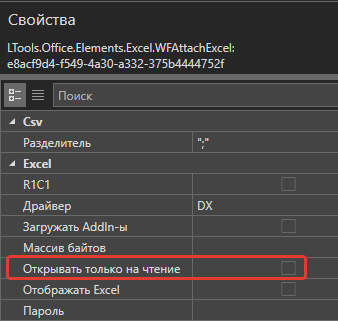 Свойства
LTools.Office.Elements.Excel.WFAttachExcel:
e8acf9d4-f549-4a30-a332-375b4444752f
Поиск
Csv
Разделитель ";"
Excel
R1C1
Драйвер DX
Загружать AddIn-ы
Массив байтов
Открывать только на чтение
Отображать Excel
Пароль